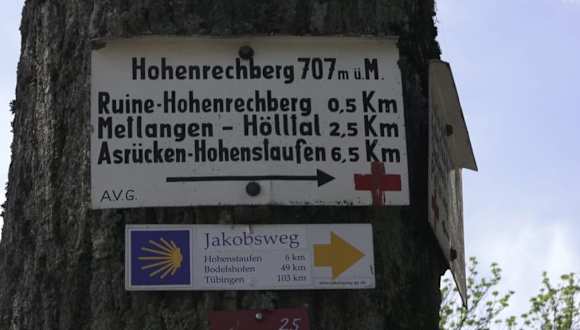 Hohenrechberg 707 m ü.M.
Ruine-Hohenrechberg 0,5 Km
Metlangen - Hölltal 2,5 Km
Asrücken-Hohenstaufen 6,5 Km
A.V.G.
Jakobsweg
Hohenstaufen 6 km
Bodelshofen 49 km
Tübingen 103 km
25